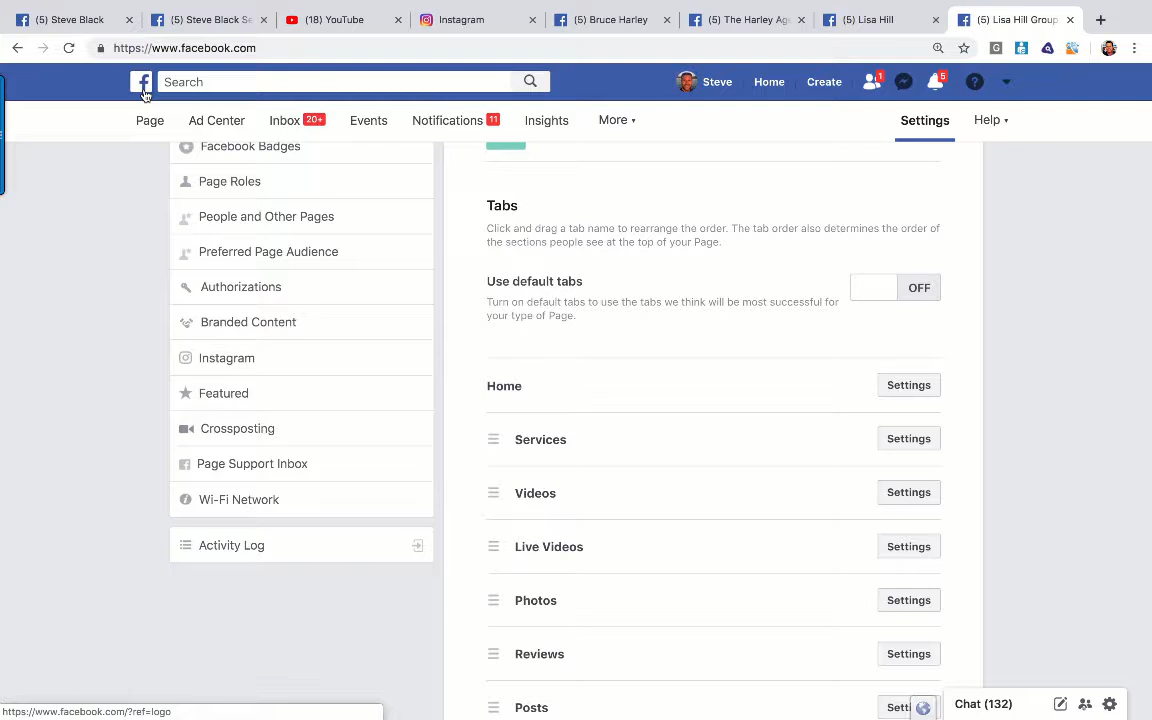 (5) Steve Black
(5) Steve Black Se
(18) YouTube
Instagram
(5) Bruce Harley
(5) The Harley Ag
(5) Lisa Hill
(5) Lisa Hill Group
https://www.facebook.com
Search
Steve
Home
Create
1
5
Page
Ad Center
Inbox 20+
Events
Notifications 11
Insights
More
Settings
Help
Facebook Badges
Page Roles
People and Other Pages
Preferred Page Audience
Authorizations
Branded Content
Instagram
Featured
Crossposting
Page Support Inbox
Wi-Fi Network
Activity Log
Tabs
Click and drag a tab name to rearrange the order. The tab order also determines the order of
the sections people see at the top of your Page.
Use default tabs
OFF
Turn on default tabs to use the tabs we think will be most successful for
your type of Page.
Home Settings
Services Settings
Videos Settings
Live Videos Settings
Photos Settings
Reviews Settings
Posts Setti
Chat (132)
https://www.facebook.com/?ref=logo